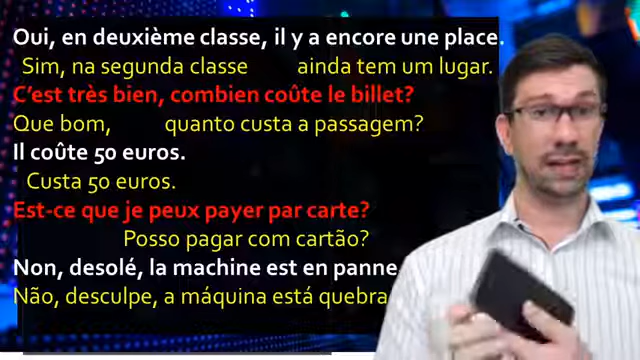 Oui, en deuxième classe, il y a encore une place.
Sim, na segunda classe ainda tem um lugar.
C’est très bien, combien coûte le billet?
Que bom, quanto custa a passagem?
Il coûte 50 euros.
Custa 50 euros.
Est-ce que je peux payer par carte?
Posso pagar com cartão?
Non, desolé, la machine est en panne.
Não, desculpe, a máquina está quebra